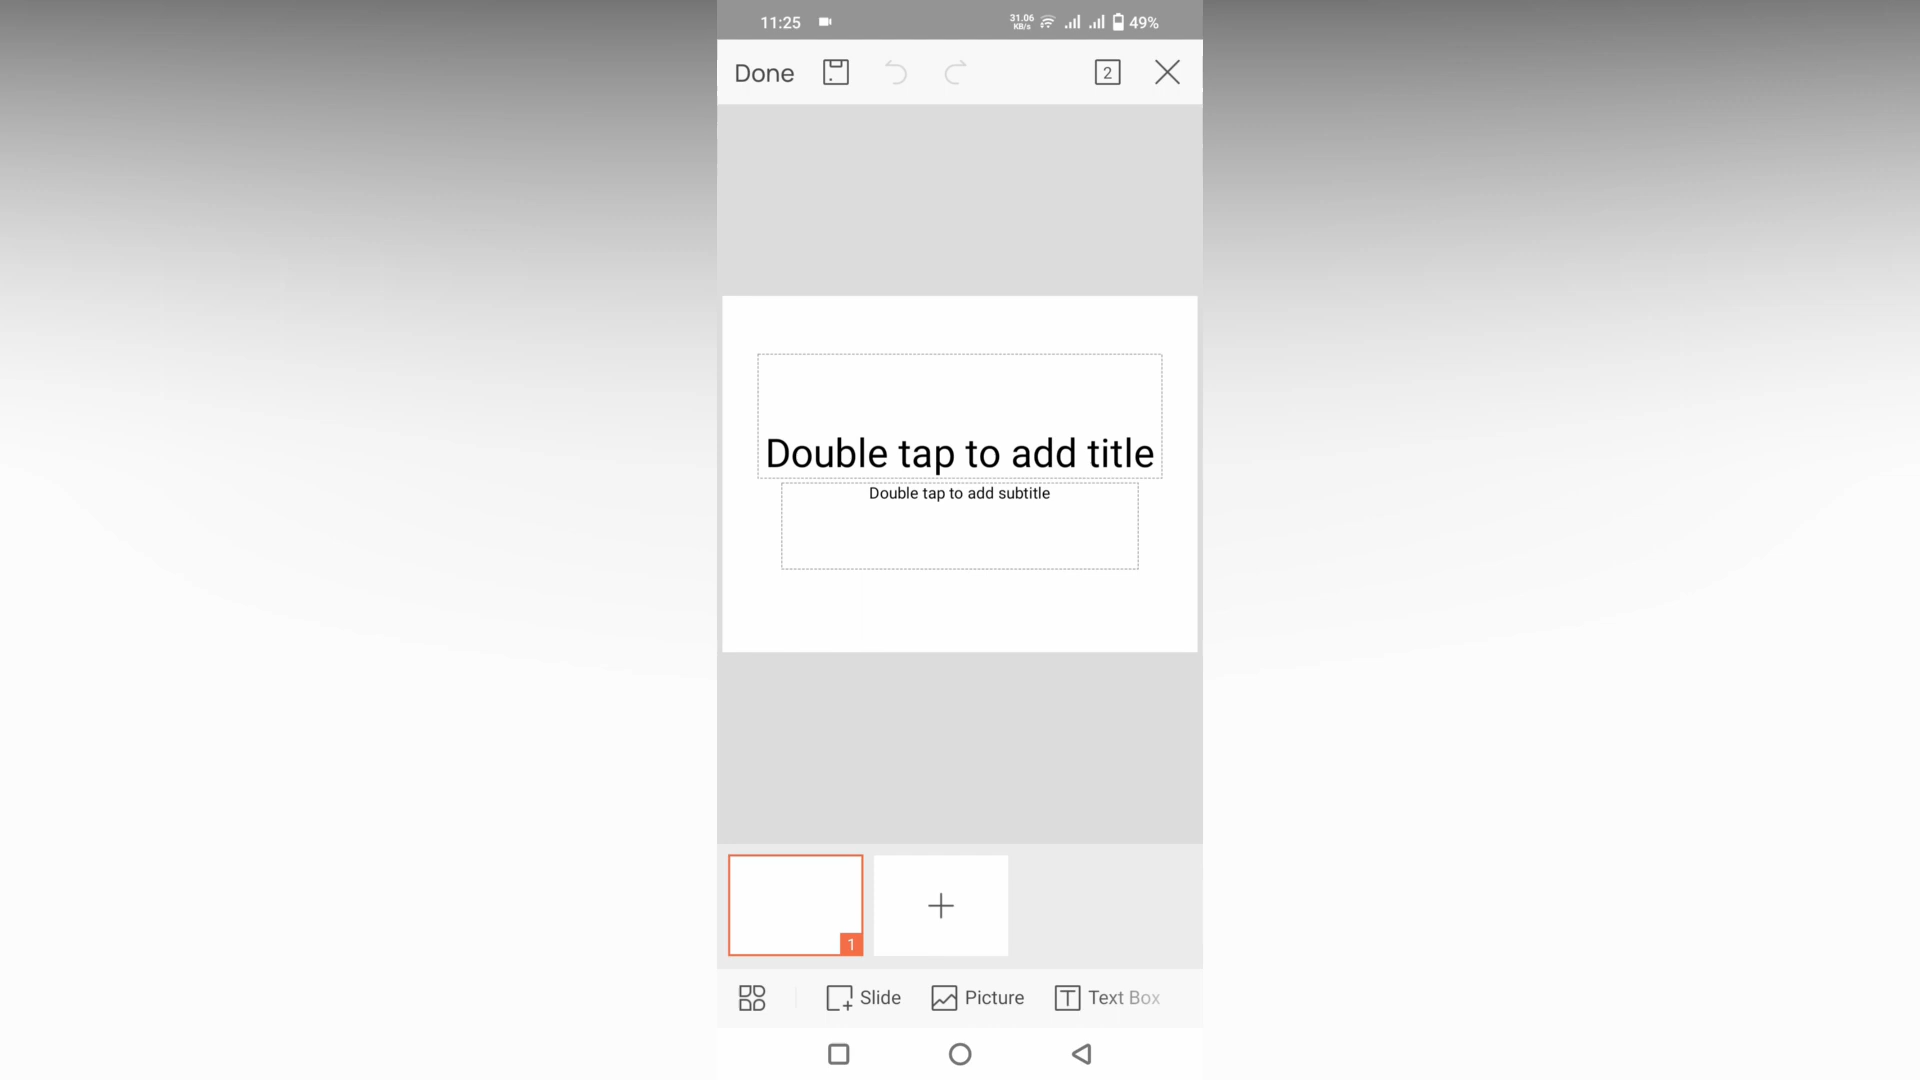 11:25 31.06 KB/s 49%
Done 2
Double tap to add title
Double tap to add subtitle
1
Slide Picture Text Box